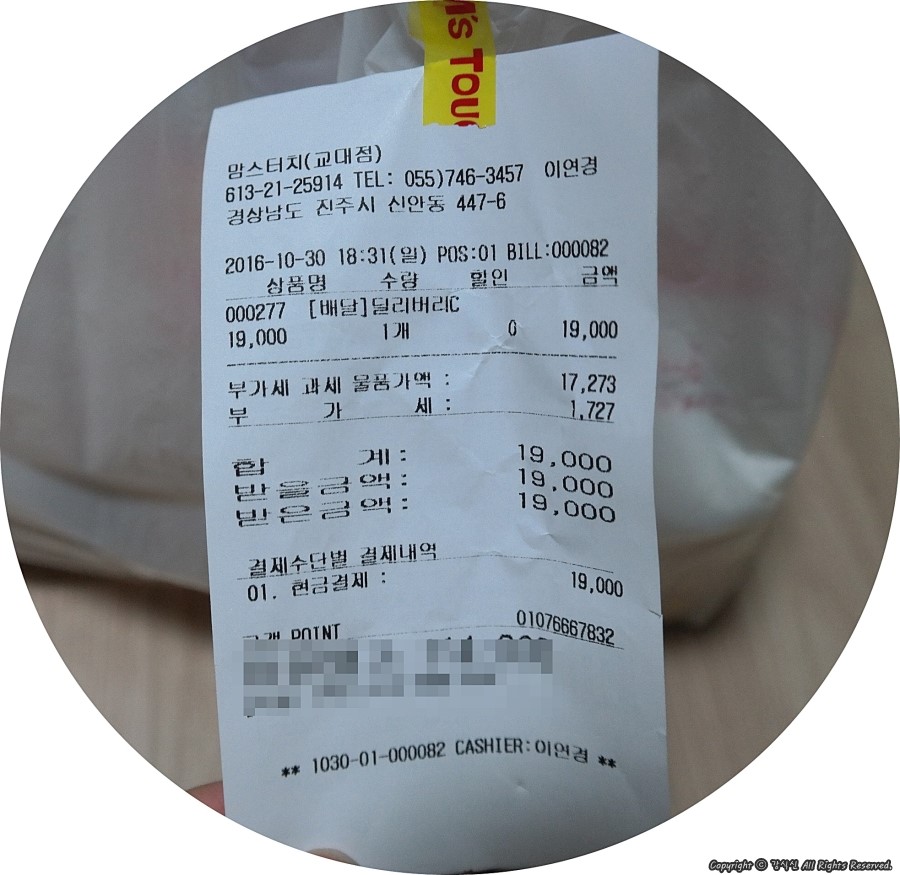 M's Touc
맘스터치(교대점)
613-21-25914 TEL: 055)746-3457 이연경
경상남도 진주시 신안동 447-6
2016-10-30 18:31(일) POS:01 BILL:000082
상품명 수량 할인 금액
000277 [배달]딜리버리C
19,000 1개 0 19,000
부가세 과세 물품가액 : 17,273
부 가 세 : 1,727
합 계 : 19,000
받을금액 : 19,000
받은금액 : 19,000
결제수단별 결제내역
01. 현금결제 : 19,000
고객 POINT 01076667832
** 1030-01-000082 CASHIER:이연경 **
Copyright ⓒ All Rights Reserved.